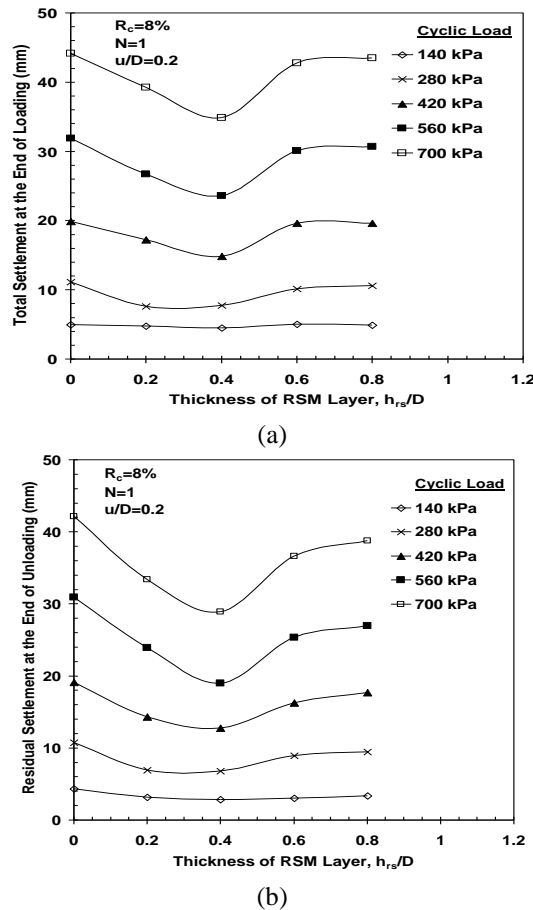 R_c=8%
N=1
u/D=0.2
Cyclic Load
140 kPa
280 kPa
420 kPa
560 kPa
700 kPa
Total Settlement at the End of Loading (mm)
50
40
30
20
10
0
0 0.2 0.4 0.6 0.8 1 1.2
Thickness of RSM Layer, h_rs/D
(a)
R_c=8%
N=1
u/D=0.2
Cyclic Load
140 kPa
280 kPa
420 kPa
560 kPa
700 kPa
Residual Settlement at the End of Unloading (mm)
50
40
30
20
10
0
0 0.2 0.4 0.6 0.8 1 1.2
Thickness of RSM Layer, h_rs/D
(b)